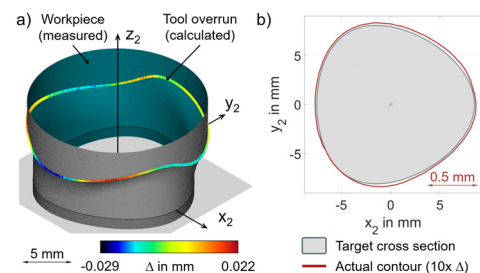 a)
Workpiece
(measured)
Tool overrun
(calculated)
z2
y2
x2
5 mm
-0.029 Δ in mm 0.022
b)
y2 in mm
5
0
-5
-5 0 5
x2 in mm
0.5 mm
Target cross section
Actual contour (10x Δ)